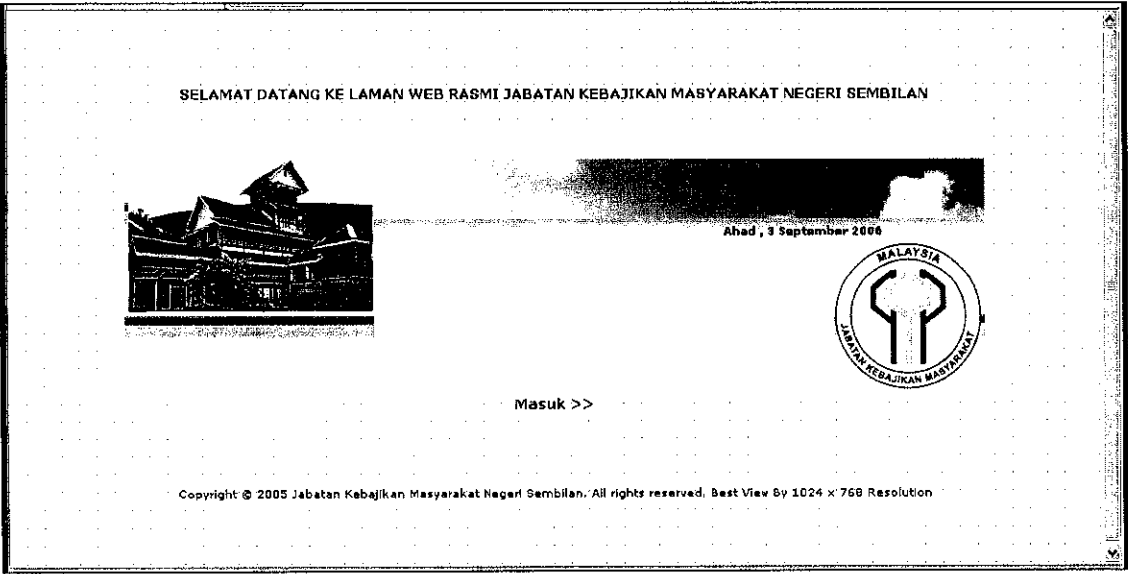 SELAMAT DATANG KE LAMAN WEB RASMI JABATAN KEBAJIKAN MASYARAKAT NEGERI SEMBILAN
Ahad , 3 September 2006
MALAYSIA
JABATAN KEBAJIKAN MASYARAKAT
Masuk >>
Copyright © 2005 Jabatan Kebajikan Masyarakat Negeri Sembilan. All rights reserved. Best View By 1024 x 768 Resolution